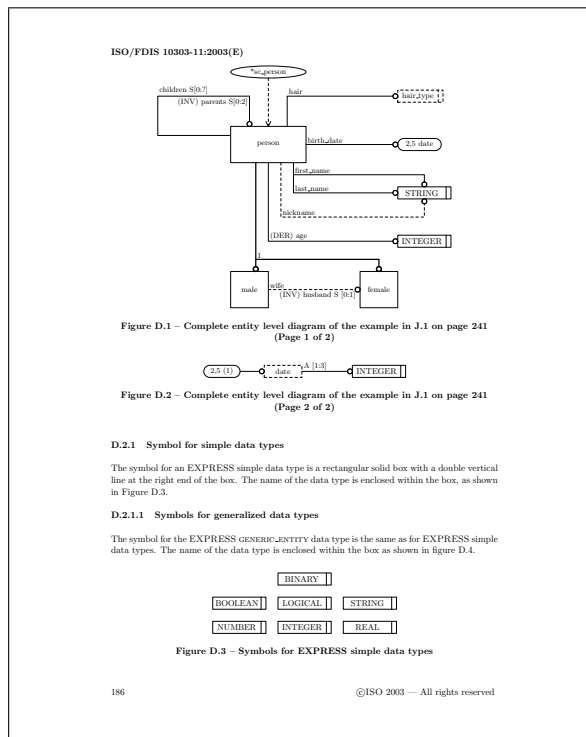 ISO/FDIS 10303-11:2003(E)
*sc_person
children S[0:?]
(INV) parents S[0:2]
hair
hair_type
person
birth_date
2,5 date
first_name
last_name
STRING
nickname
(DER) age
INTEGER
1
male
wife
(INV) husband S [0:1]
female
Figure D.1 – Complete entity level diagram of the example in J.1 on page 241
(Page 1 of 2)
2,5 (1)
date
A [1:3]
INTEGER
Figure D.2 – Complete entity level diagram of the example in J.1 on page 241
(Page 2 of 2)
D.2.1 Symbol for simple data types
The symbol for an EXPRESS simple data type is a rectangular solid box with a double vertical
line at the right end of the box. The name of the data type is enclosed within the box, as shown
in Figure D.3.
D.2.1.1 Symbols for generalized data types
The symbol for the EXPRESS GENERIC_ENTITY data type is the same as for EXPRESS simple
data types. The name of the data type is enclosed within the box as shown in figure D.4.
BINARY
BOOLEAN LOGICAL STRING
NUMBER INTEGER REAL
Figure D.3 – Symbols for EXPRESS simple data types
186 ©ISO 2003 — All rights reserved